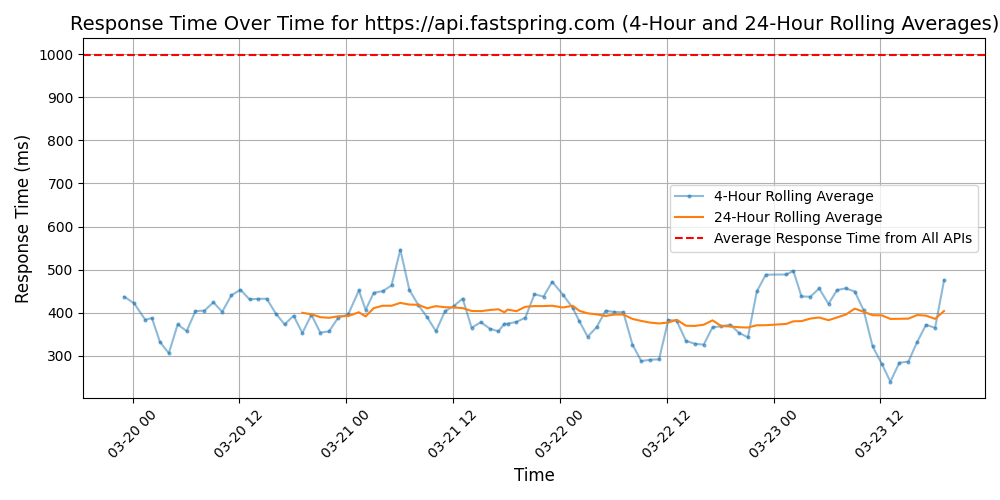 Response Time Over Time for https://api.fastspring.com (4-Hour and 24-Hour Rolling Averages)
Response Time (ms)
1000
900
800
700
600
500
400
300
4-Hour Rolling Average
24-Hour Rolling Average
Average Response Time from All APIs
03-20 00
03-20 12
03-21 00
03-21 12
03-22 00
03-22 12
03-23 00
03-23 12
Time